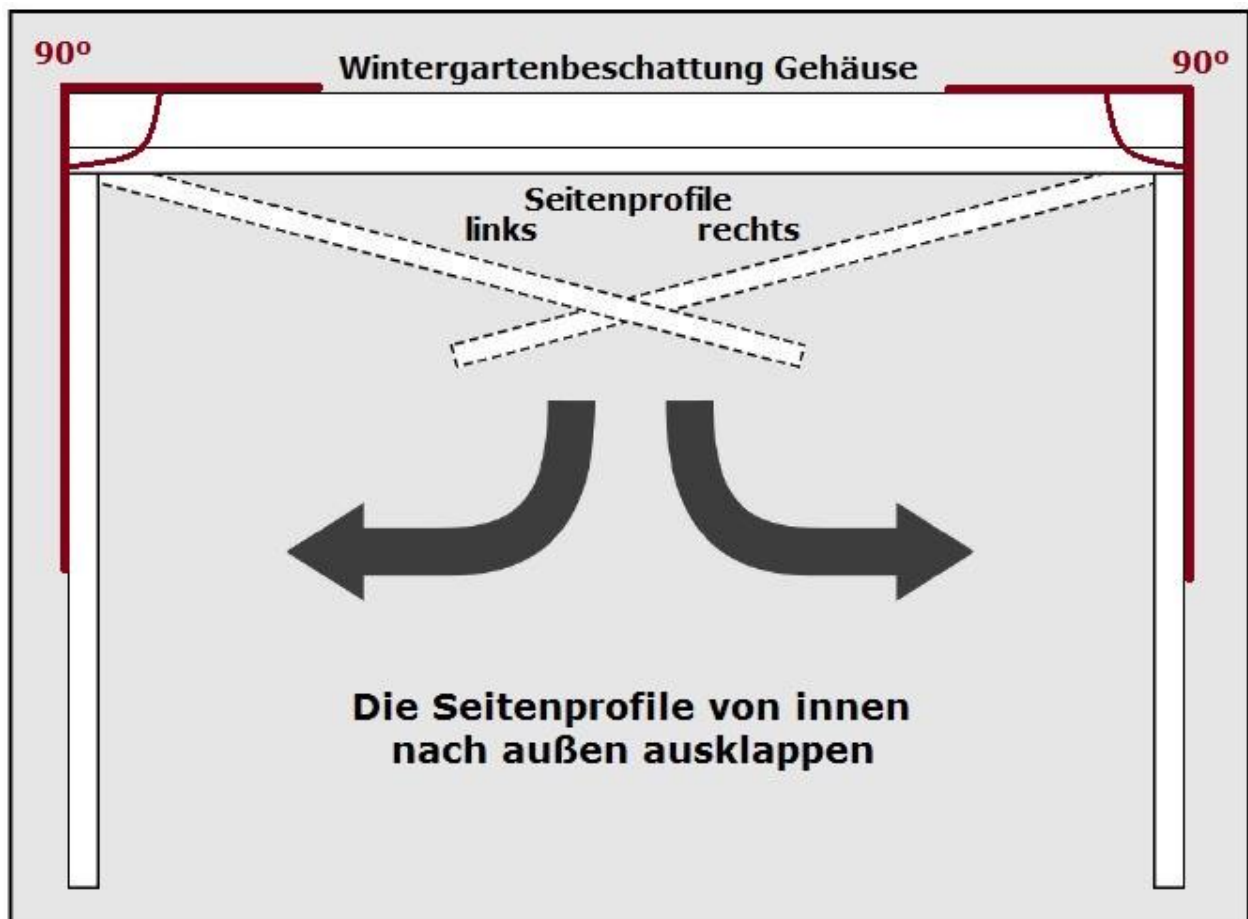 90º
Wintergartenbeschattung Gehäuse
90º
Seitenprofile
links rechts
Die Seitenprofile von innen
nach außen ausklappen